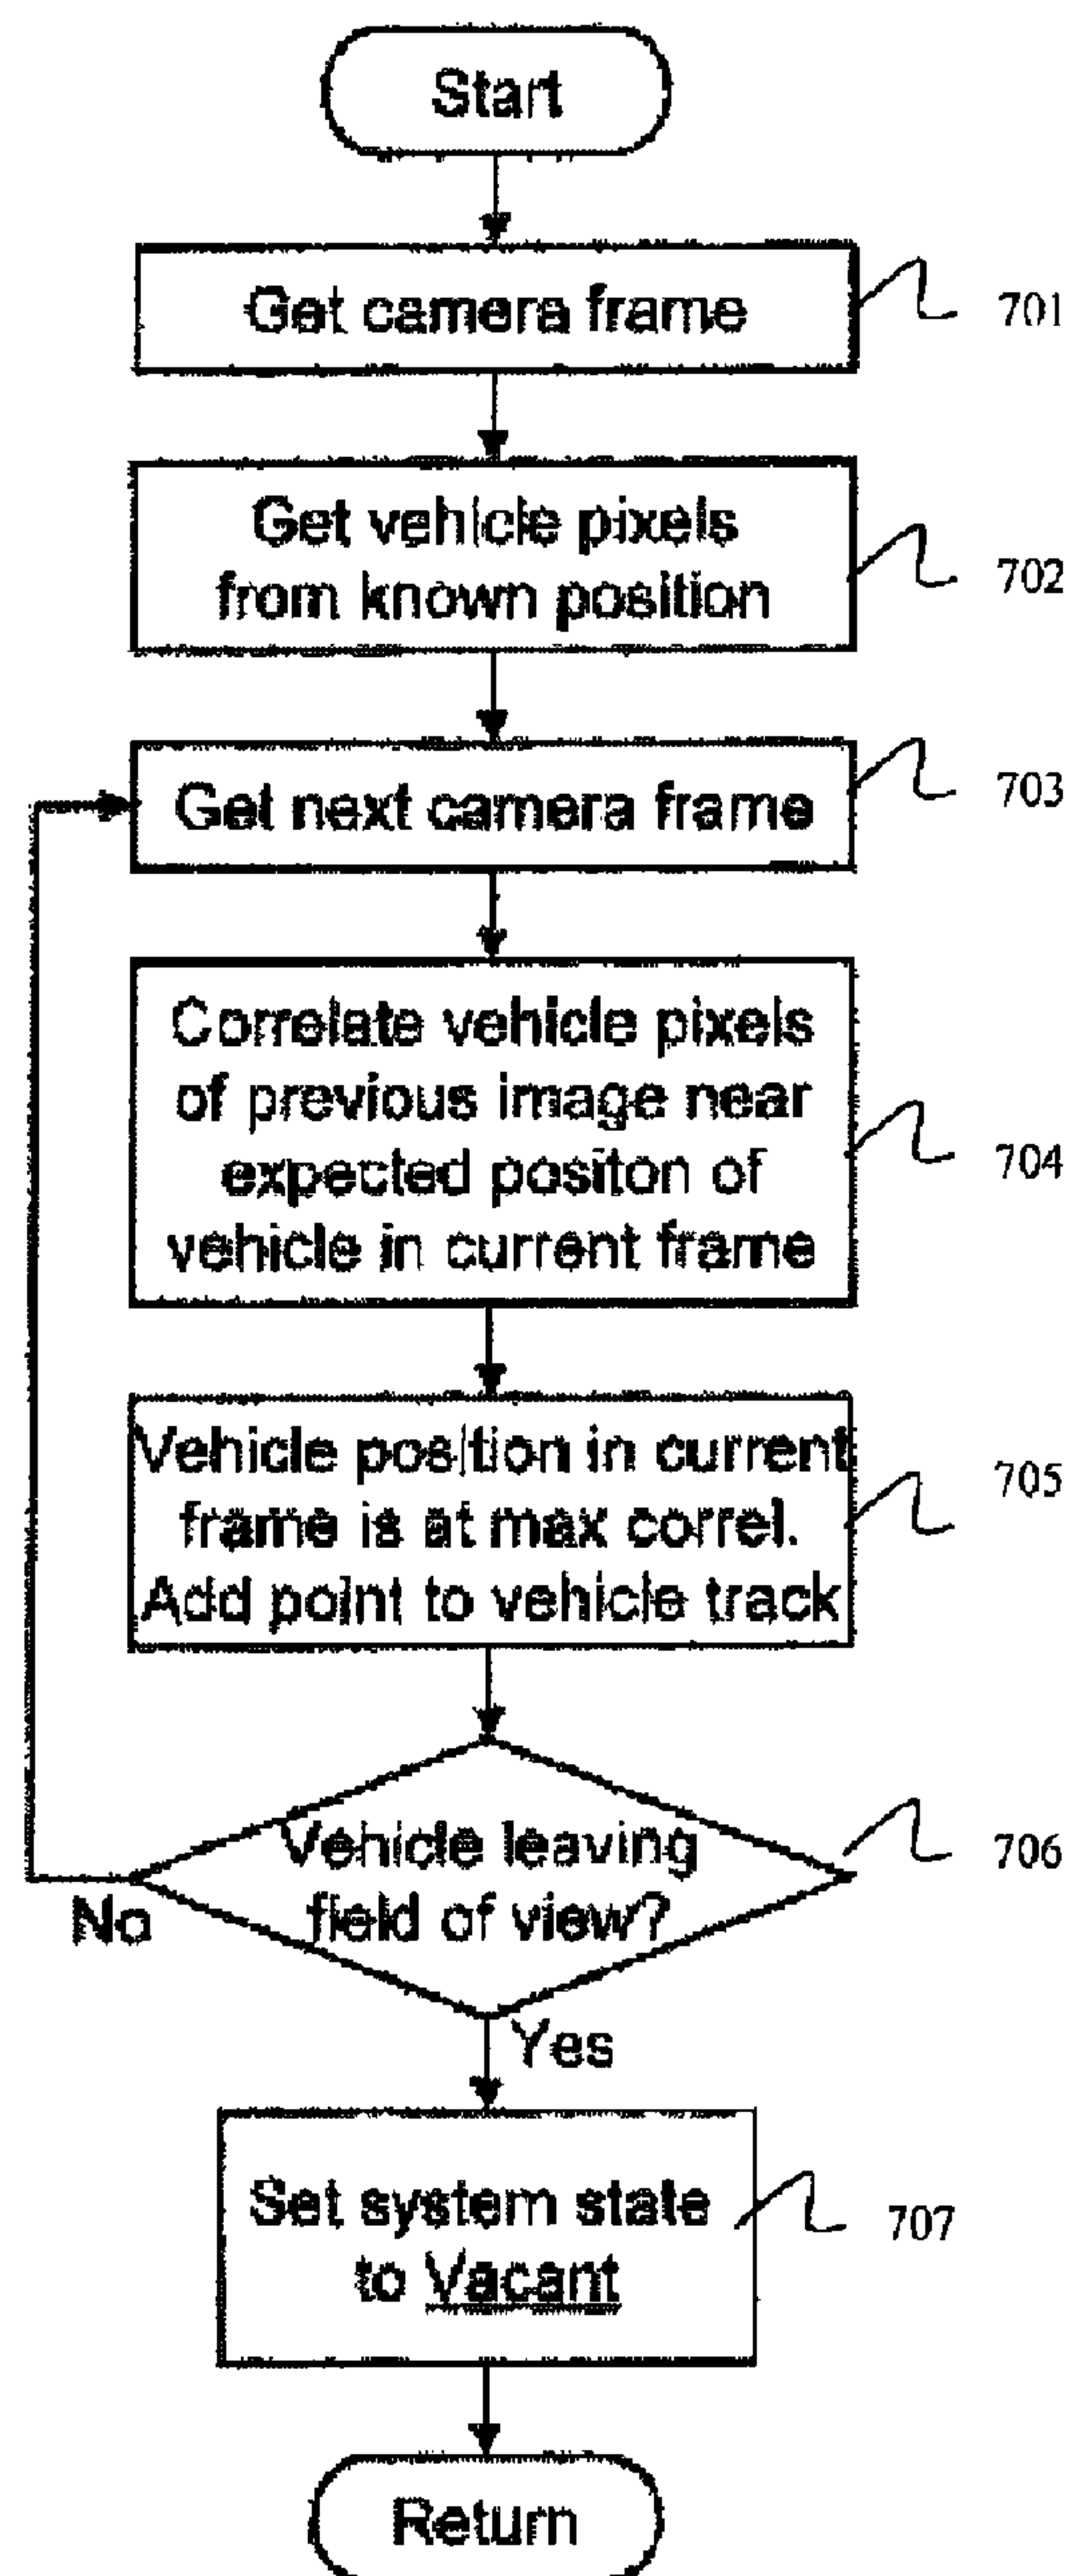 Start
Get camera frame
701
Get vehicle pixels
from known position
702
Get next camera frame
703
Correlate vehicle pixels
of previous image near
expected positon of
vehicle in current frame
704
Vehicle position in current
frame is at max correl.
Add point to vehicle track
705
Vehicle leaving
field of view?
706
No
Yes
Set system state
to Vacant
707
Return